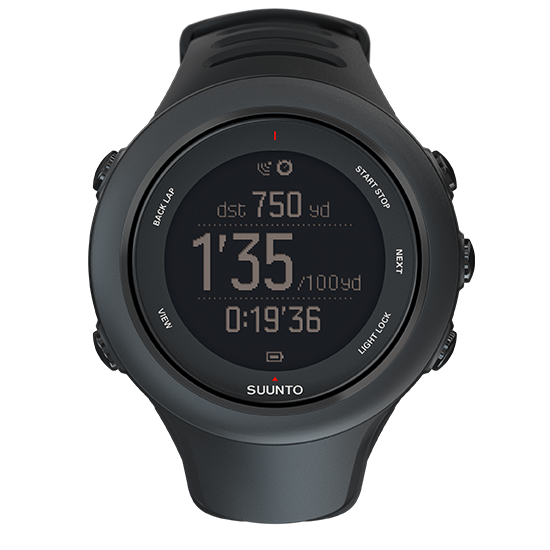 BACK LAP
START STOP
dst 750 yd
1'35 /100yd
NEXT
0:19'36
VIEW
LIGHT LOCK
SUUNTO